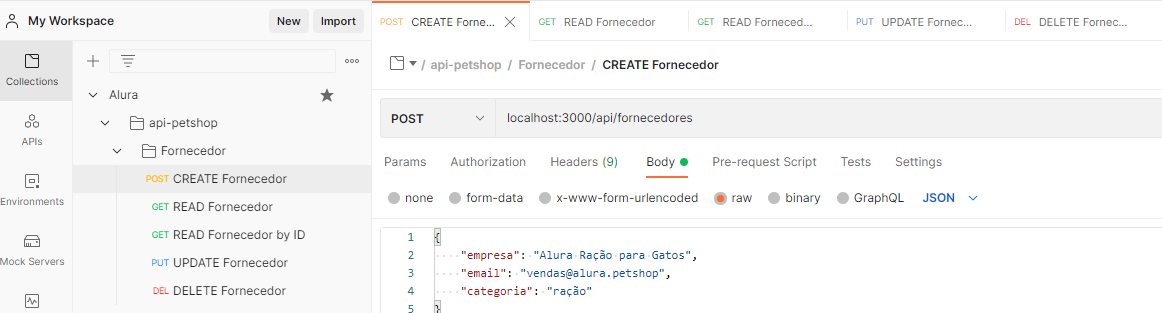 My Workspace New Import
POST CREATE Forne...
GET READ Fornecedor
GET READ Forneced...
PUT UPDATE Fornec...
DEL DELETE Fornec...
Collections
APIs
Environments
Mock Servers
Alura
api-petshop
Fornecedor
POST CREATE Fornecedor
GET READ Fornecedor
GET READ Fornecedor by ID
PUT UPDATE Fornecedor
DEL DELETE Fornecedor
/ api-petshop / Fornecedor / CREATE Fornecedor
POST localhost:3000/api/fornecedores
Params Authorization Headers (9) Body Pre-request Script Tests Settings
none form-data x-www-form-urlencoded raw binary GraphQL JSON
1 {
2 "empresa": "Alura Ração para Gatos",
3 "email": "vendas@alura.petshop",
4 "categoria": "ração"
5 }